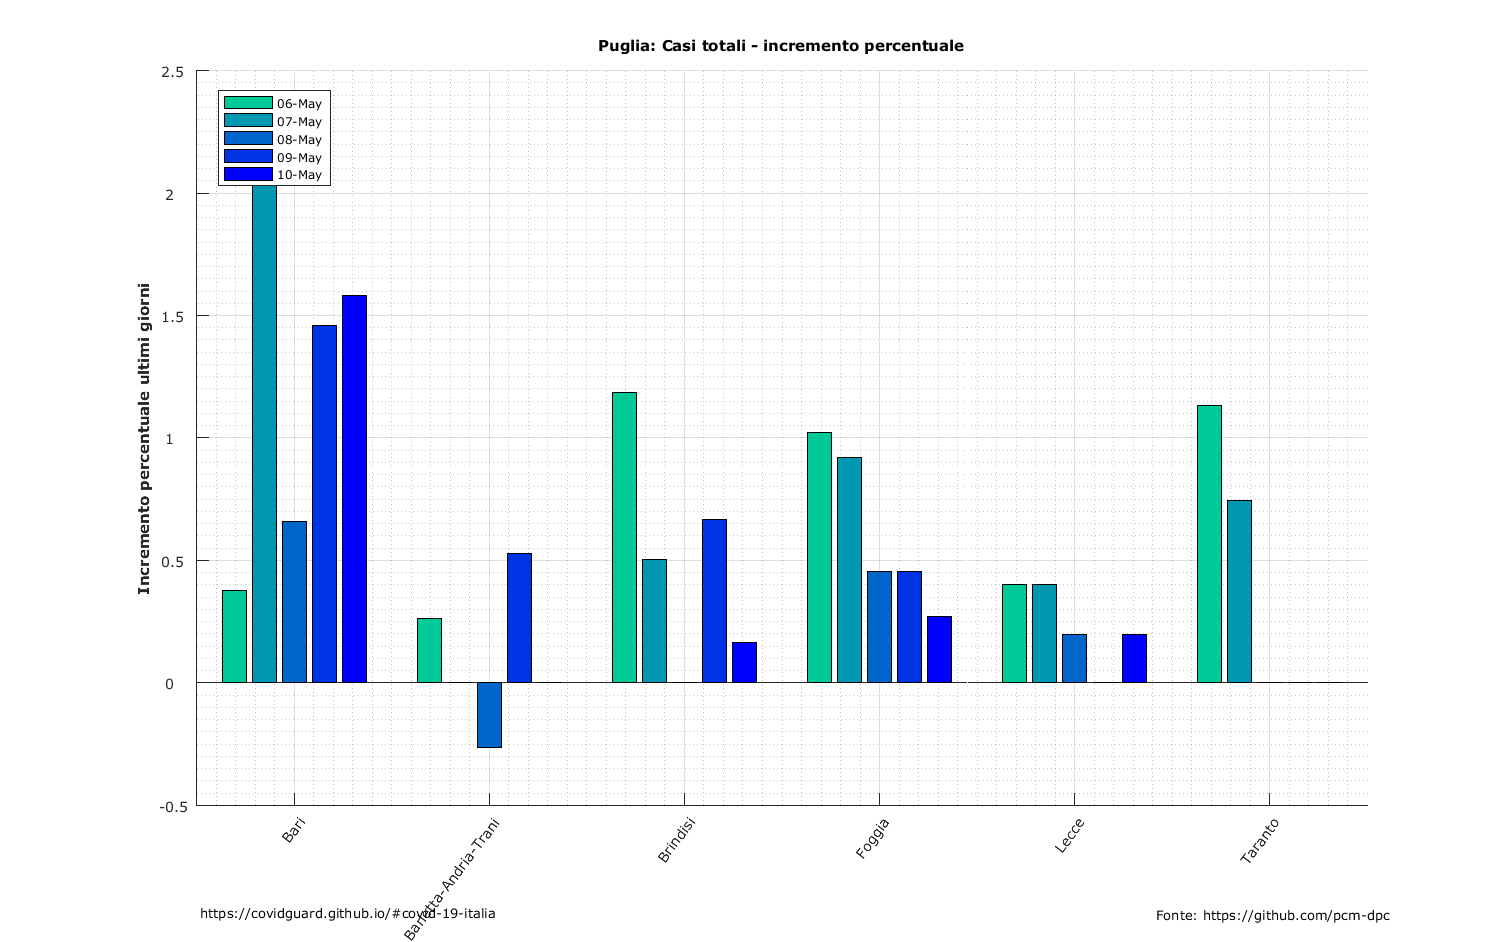 Puglia: Casi totali - incremento percentuale
Incremento percentuale ultimi giorni
2.5
2
1.5
1
0.5
0
-0.5
06-May
07-May
08-May
09-May
10-May
Bari
Barletta-Andria-Trani
Brindisi
Foggia
Lecce
Taranto
https://covidguard.github.io/#covid-19-italia
Fonte: https://github.com/pcm-dpc